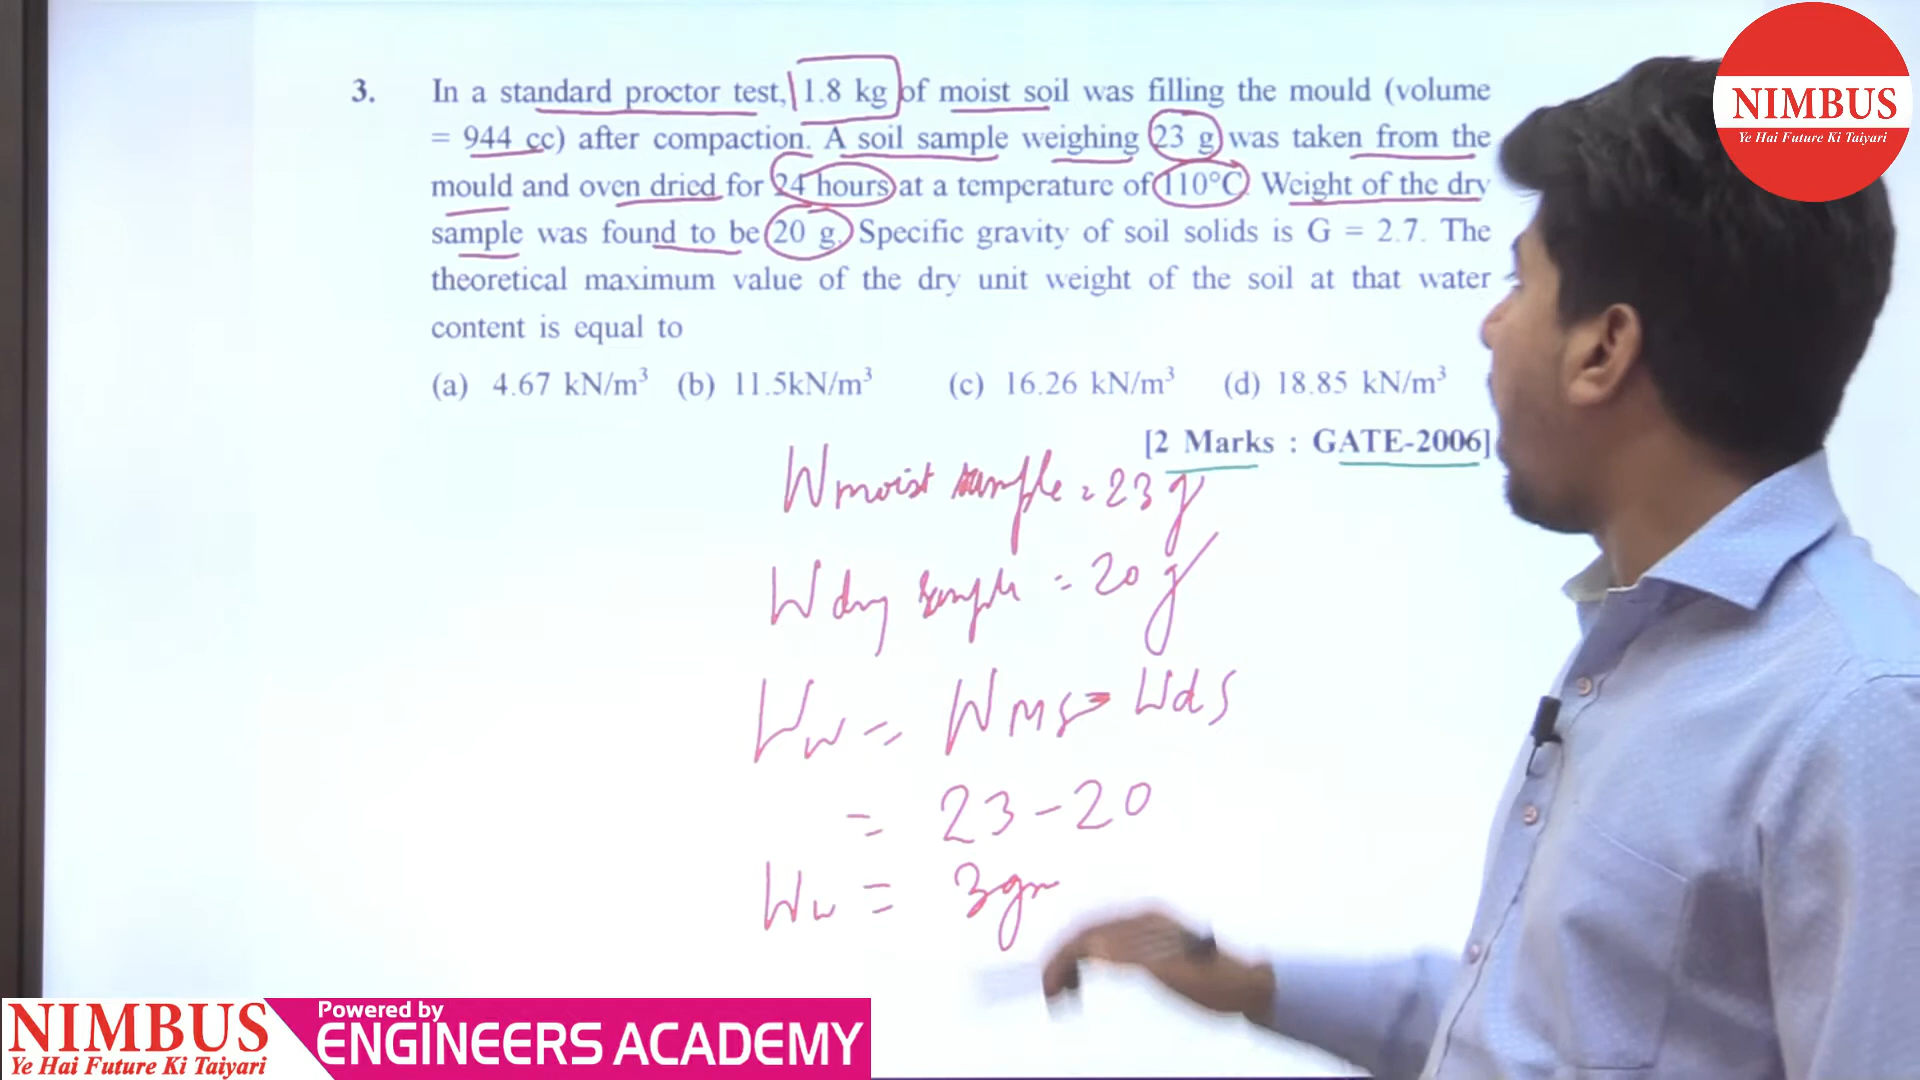 NIMBUS
Ye Hai Future Ki Taiyari
3. In a standard proctor test, 1.8 kg of moist soil was filling the mould (volume
= 944 cc) after compaction. A soil sample weighing 23 g was taken from the
mould and oven dried for 24 hours at a temperature of 110°C. Weight of the dry
sample was found to be 20 g. Specific gravity of soil solids is G = 2.7. The
theoretical maximum value of the dry unit weight of the soil at that water
content is equal to
(a) 4.67 kN/m³ (b) 11.5kN/m³ (c) 16.26 kN/m³ (d) 18.85 kN/m³
[2 Marks : GATE-2006]
Wmoist sample = 23 g
Wdry sample = 20 g
Ww = WMS - Wds
= 23 - 20
Ww = 3gm
NIMBUS
Ye Hai Future Ki Taiyari
Powered by
ENGINEERS ACADEMY